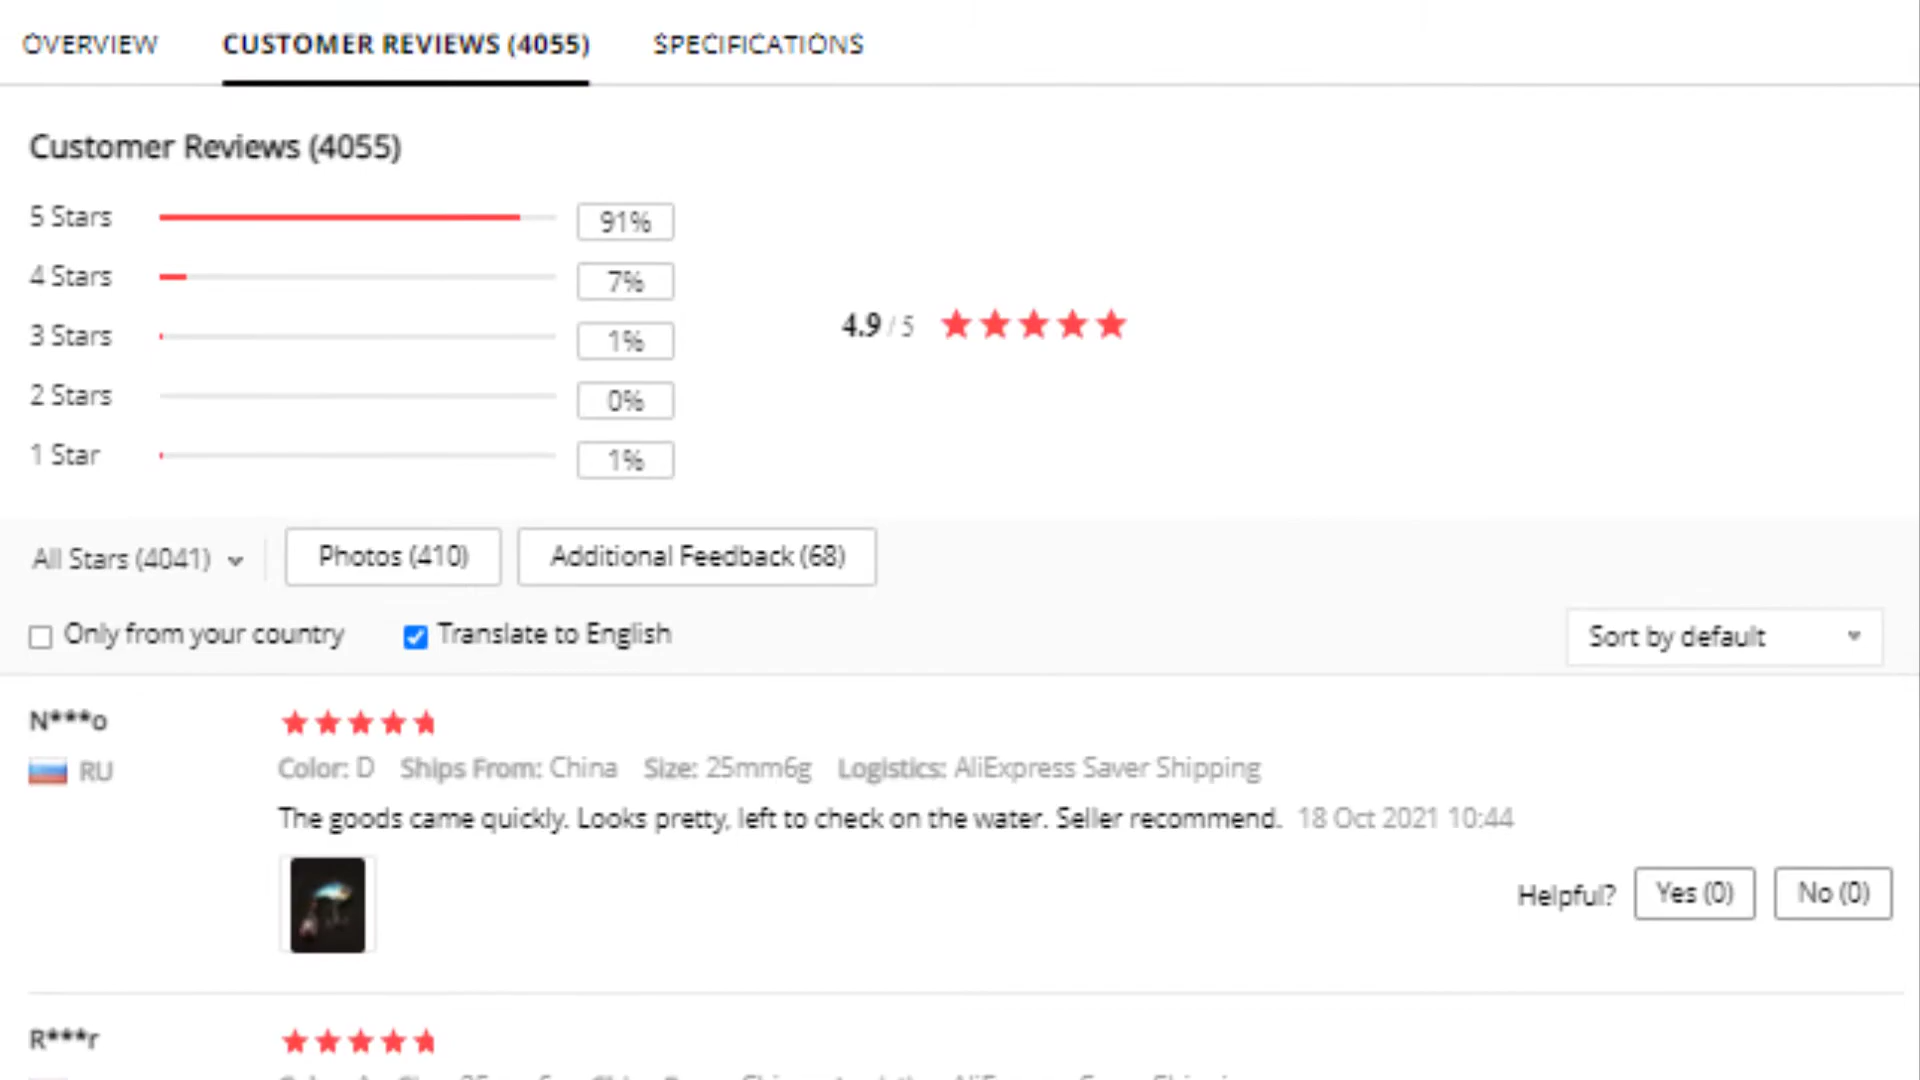 OVERVIEW CUSTOMER REVIEWS (4055) SPECIFICATIONS
Customer Reviews (4055)
5 Stars 91%
4 Stars 7%
3 Stars 1%
2 Stars 0%
1 Star 1%
4.9 / 5
All Stars (4041) Photos (410) Additional Feedback (68)
Only from your country Translate to English Sort by default
N***o
RU
Color: D Ships From: China Size: 25mm6g Logistics: AliExpress Saver Shipping
The goods came quickly. Looks pretty, left to check on the water. Seller recommend. 18 Oct 2021 10:44
Helpful? Yes (0) No (0)
R***r